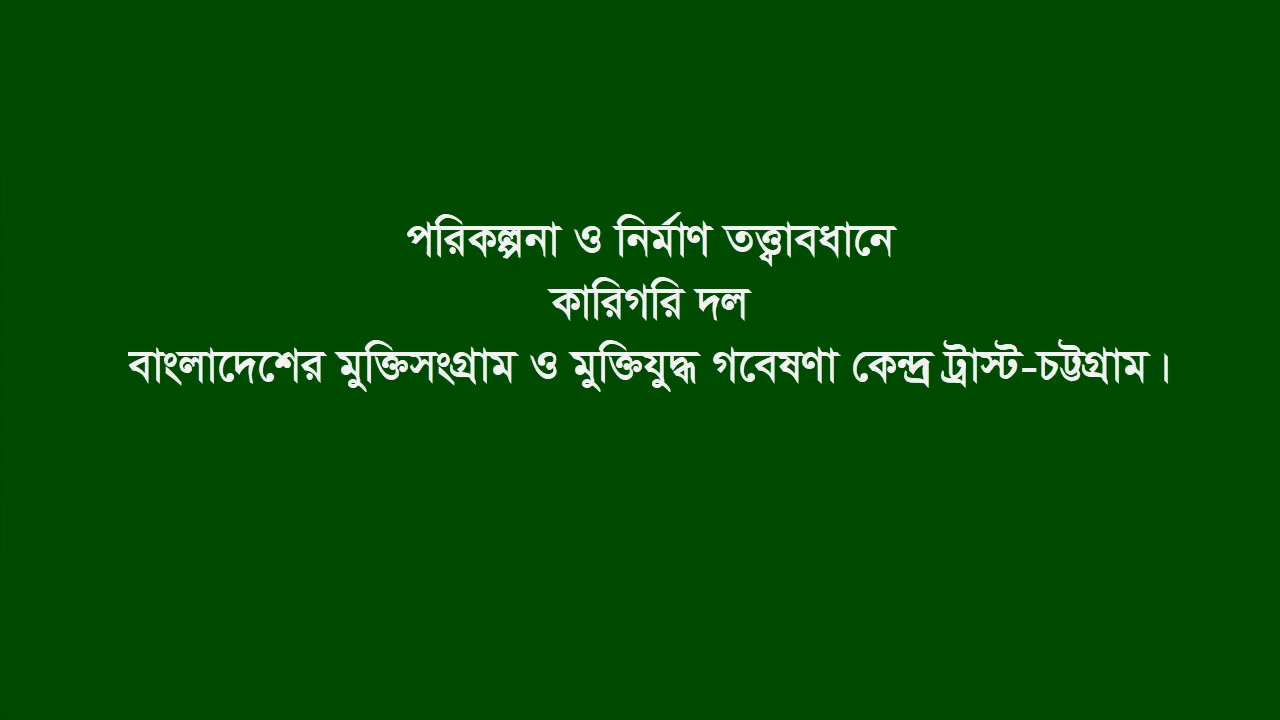 পরিকল্পনা ও নির্মাণ তত্ত্বাবধানে
কারিগরি দল
বাংলাদেশের মুক্তিসংগ্রাম ও মুক্তিযুদ্ধ গবেষণা কেন্দ্র ট্রাস্ট-চট্টগ্রাম।